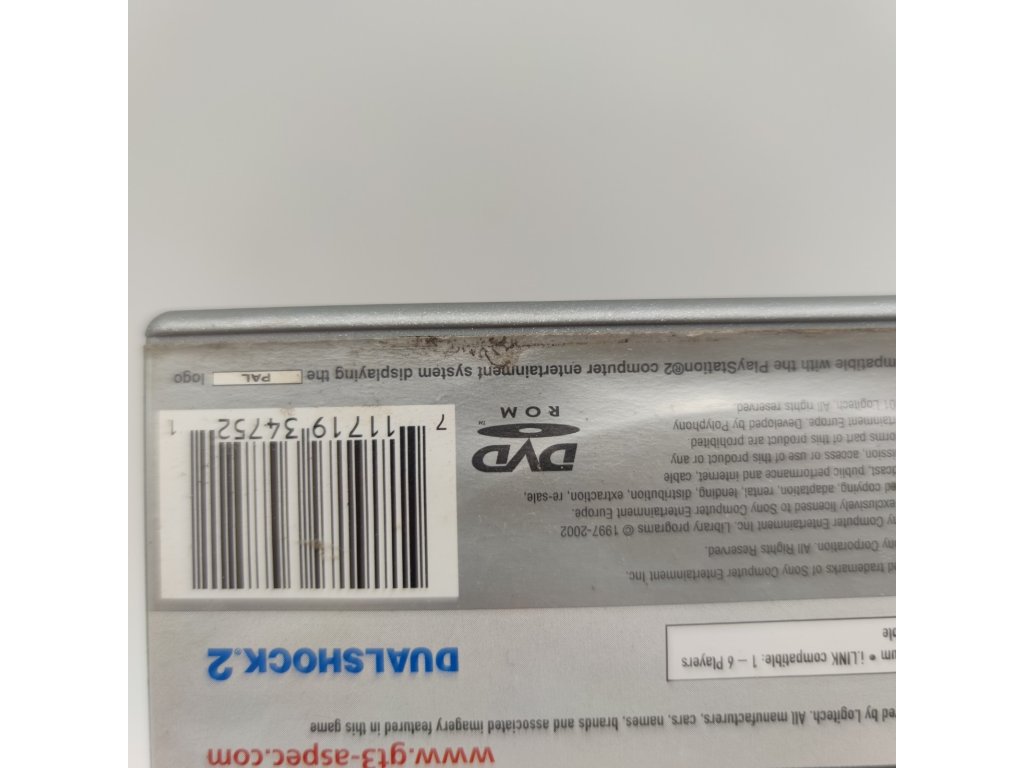 www.gt3-aspec.com
ed by Logitech. All manufacturers, cars, names, brands and associated imagery featured in this game
um • i.LINK compatible: 1 – 6 Players
ble
DUALSHOCK®2
d trademarks of Sony Computer Entertainment Inc.
ny Corporation. All Rights Reserved.
y Computer Entertainment Inc. Library programs © 1997-2002
exclusively licensed to Sony Computer Entertainment Europe.
ed copying, adaptation, rental, lending, distribution, extraction, re-sale,
dcast, public performance and internet, cable
mission, access or use of this product or any
forms part of this product are prohibited
rtainment Europe. Developed by Polyphony
01 Logitech. All rights reserved
DVD™
ROM
7 11719 34752 1
mpatible with the PlayStation®2 computer entertainment system displaying the PAL logo